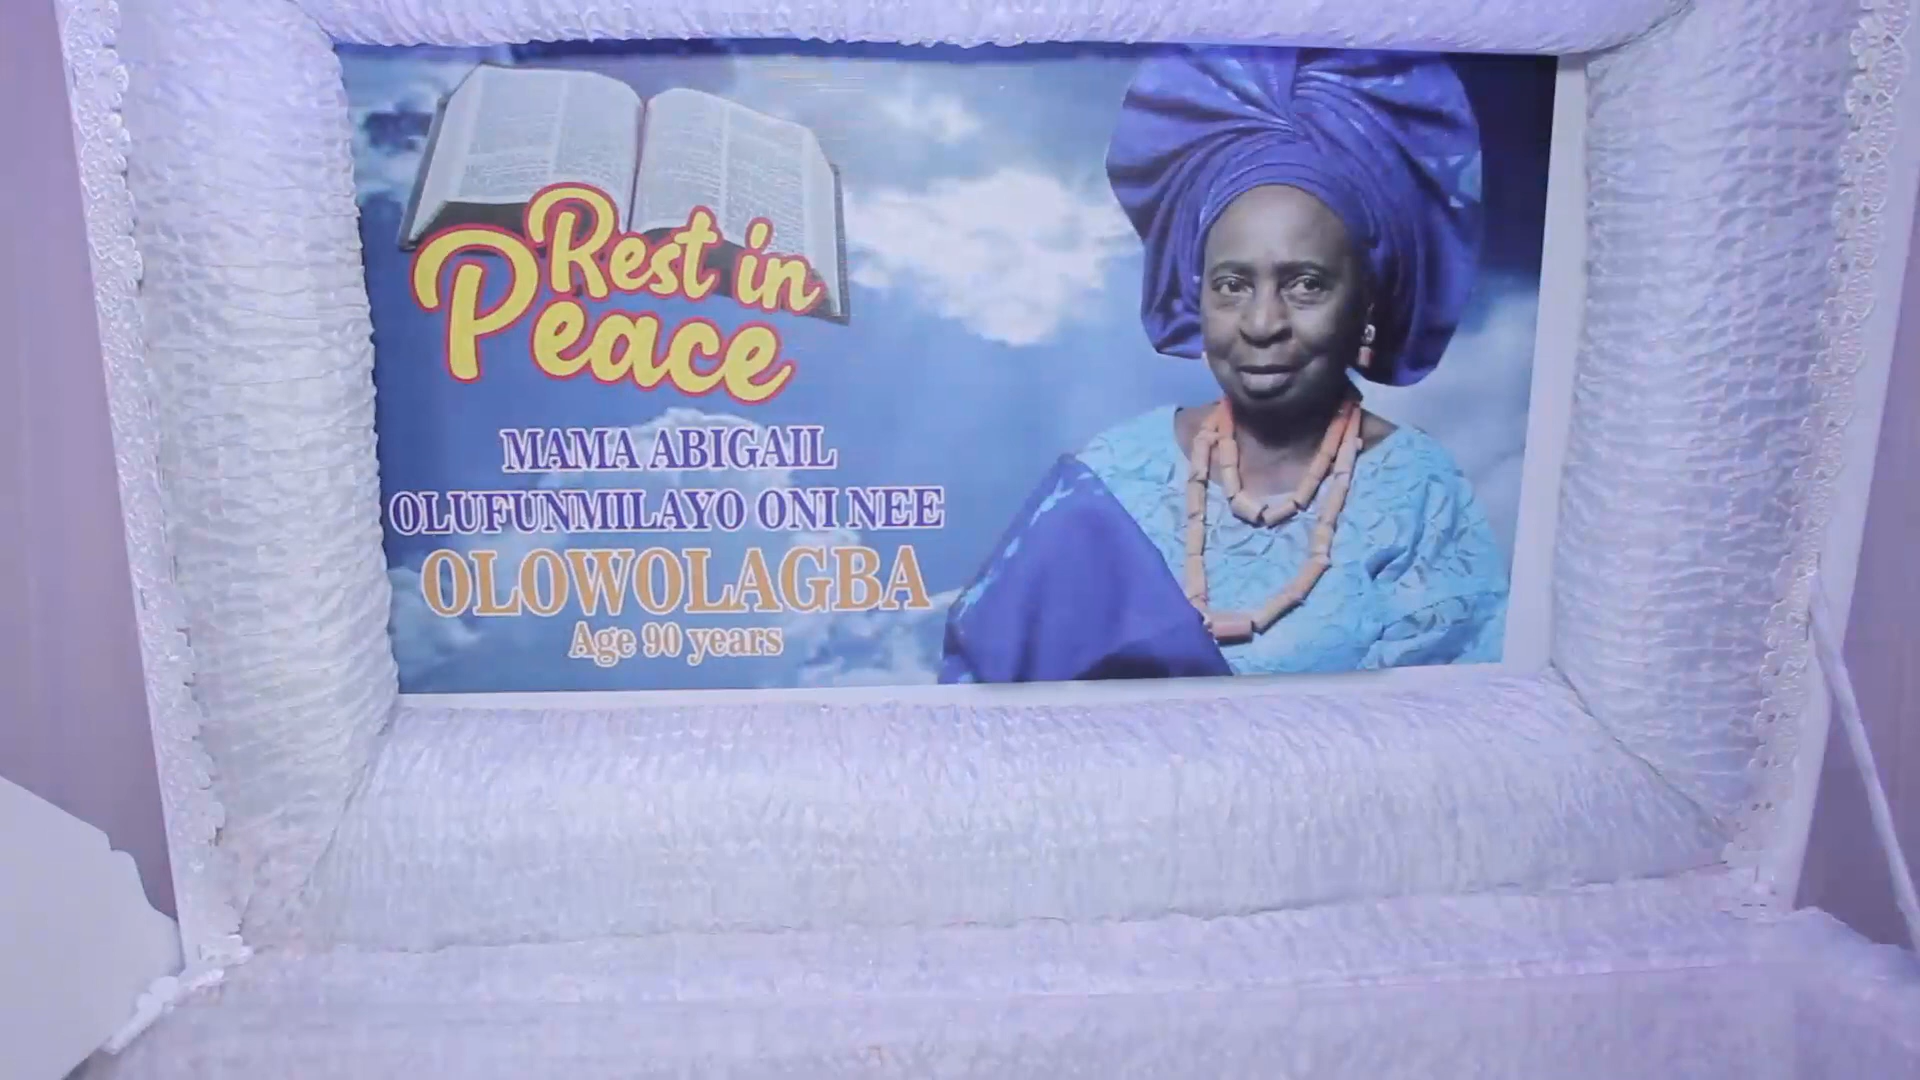 Rest in
Peace
MAMA ABIGAIL
OLUFUNMILAYO ONI NEE
OLOWOLAGBA
Age 90 years